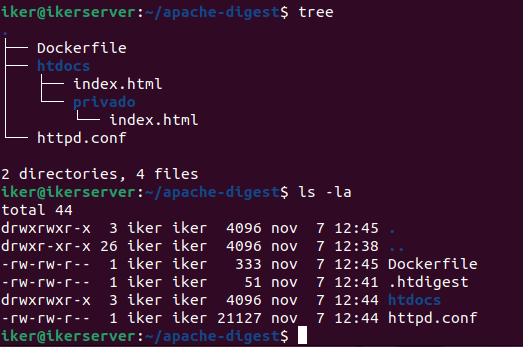 iker@ikerserver:~/apache-digest$ tree
.
├── Dockerfile
├── htdocs
│   ├── index.html
│   └── privado
│       └── index.html
└── httpd.conf

2 directories, 4 files
iker@ikerserver:~/apache-digest$ ls -la
total 44
drwxrwxr-x  3 iker iker  4096 nov  7 12:45 .
drwxr-xr-x 26 iker iker  4096 nov  7 12:38 ..
-rw-rw-r--  1 iker iker   333 nov  7 12:45 Dockerfile
-rw-rw-r--  1 iker iker    51 nov  7 12:41 .htdigest
drwxrwxr-x  3 iker iker  4096 nov  7 12:44 htdocs
-rw-rw-r--  1 iker iker 21127 nov  7 12:44 httpd.conf
iker@ikerserver:~/apache-digest$